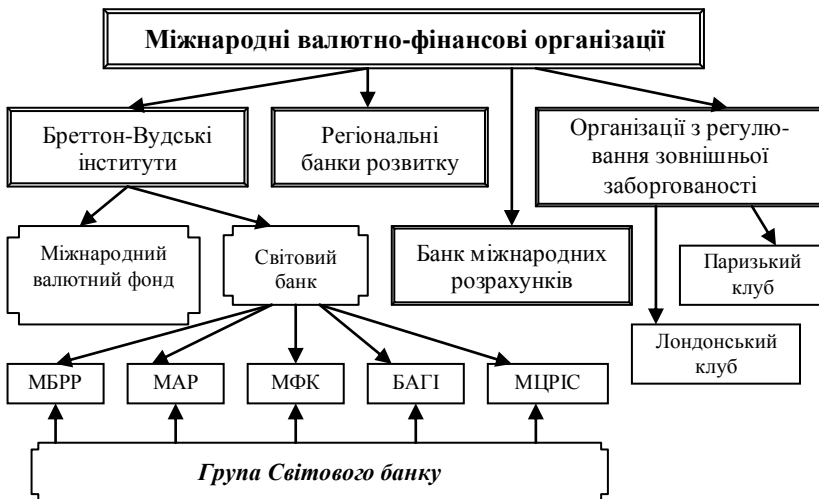 Міжнародні валютно-фінансові організації
Бреттон-Вудські
інститути
Регіональні
банки розвитку
Організації з регулю-
вання зовнішньої
заборгованості
Міжнародний
валютний фонд
Світовий
банк
Банк міжнародних
розрахунків
Паризький
клуб
Лондонський
клуб
МБРР
МАР
МФК
БАГІ
МЦРІС
Група Світового банку